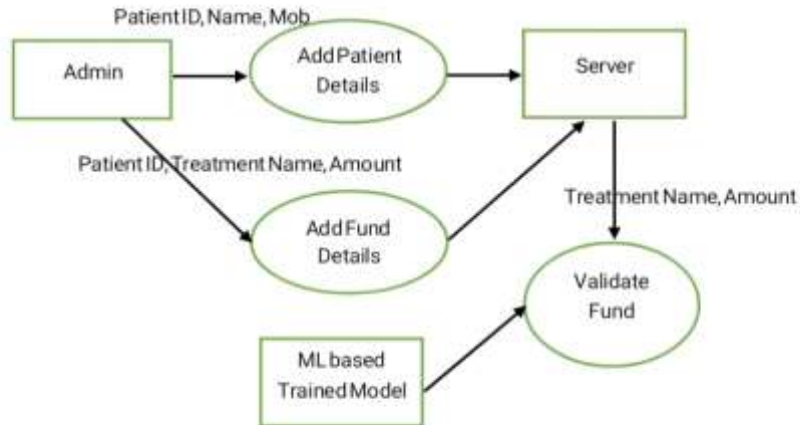 Patient ID, Name, Mob
Admin
Add Patient
Details
Server
Patient ID, Treatment Name, Amount
Treatment Name, Amount
Add Fund
Details
Validate
Fund
ML based
Trained Model